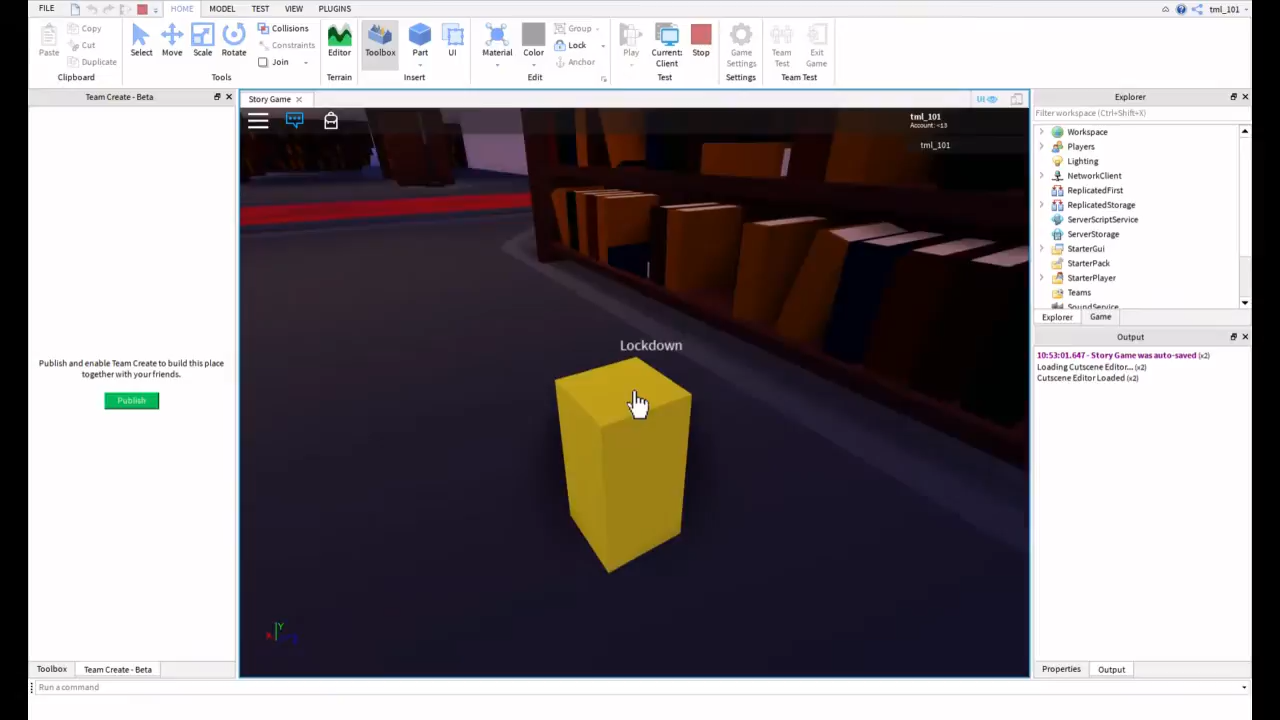 FILE HOME MODEL TEST VIEW PLUGINS tml_101
Paste Copy Cut Duplicate Select Move Scale Rotate Collisions Constraints Join Editor Toolbox Part UI Material Color Group Lock Anchor Play Current: Client Stop Game Settings Team Test Exit Game
Clipboard Tools Terrain Insert Edit Test Settings Team Test
Team Create - Beta
Publish and enable Team Create to build this place
together with your friends.
Publish
Toolbox Team Create - Beta
Run a command
Story Game
UI
tml_101
Account: <13
tml_101
Lockdown
Y
Explorer
Filter workspace (Ctrl+Shift+X)
Workspace
Players
Lighting
NetworkClient
ReplicatedFirst
ReplicatedStorage
ServerScriptService
ServerStorage
StarterGui
StarterPack
StarterPlayer
Teams
SoundService
Explorer Game
Output
10:53:01.647 - Story Game was auto-saved (x2)
Loading Cutscene Editor... (x2)
Cutscene Editor Loaded (x2)
Properties Output